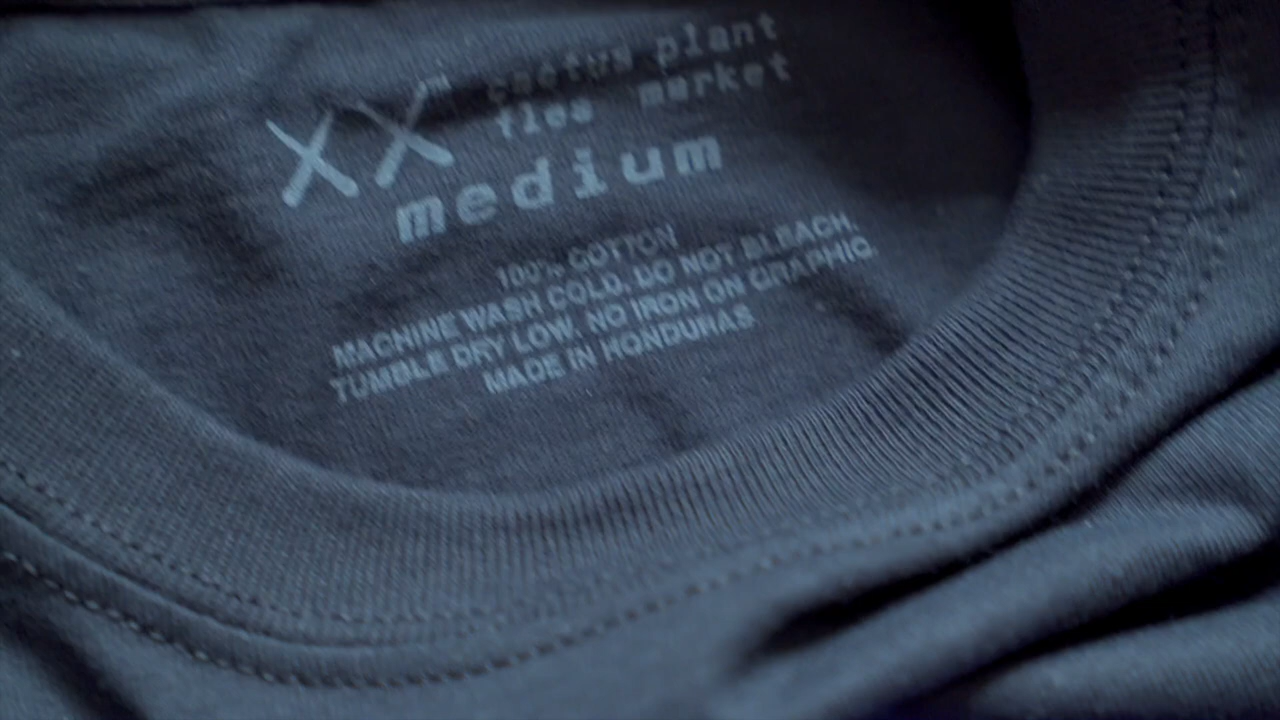 XX™ cactus plant
flea market
medium
100% COTTON
MACHINE WASH COLD. DO NOT BLEACH.
TUMBLE DRY LOW. NO IRON ON GRAPHIC.
MADE IN HONDURAS